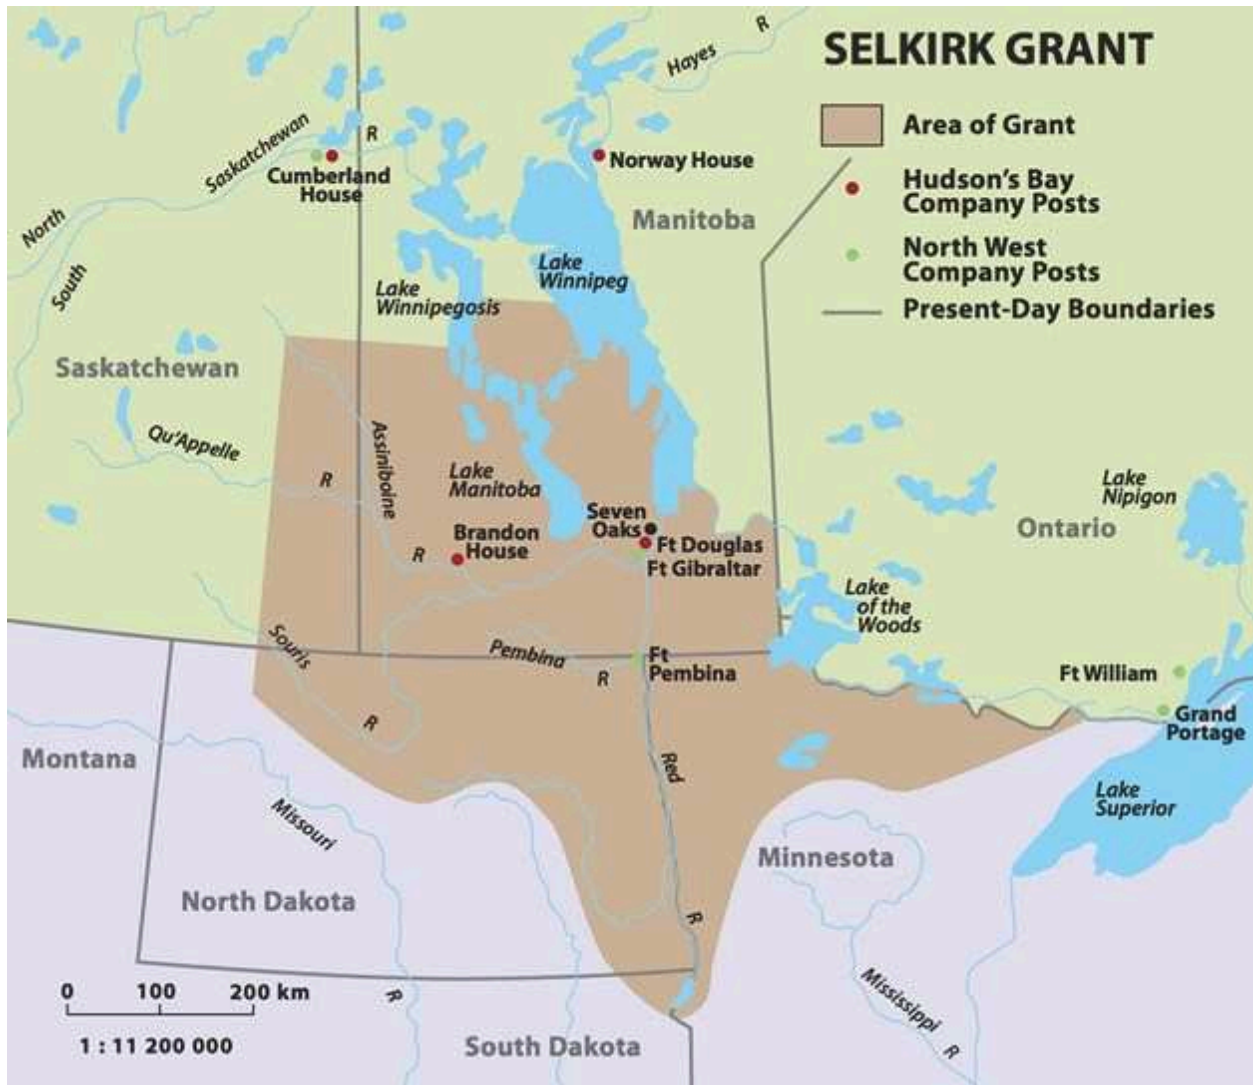 SELKIRK GRANT
Area of Grant
Hudson's Bay
Company Posts
North West
Company Posts
Present-Day Boundaries
Hayes
R
Norway House
Manitoba
North
Saskatchewan
R
South
Cumberland
House
Lake
Winnipegosis
Lake
Winnipeg
Saskatchewan
Qu'Appelle
R
Assiniboine
R
Lake
Manitoba
Brandon
House
Seven
Oaks
Ft Douglas
Ft Gibraltar
Lake
Nipigon
Ontario
Lake
of the
Woods
Souris
R
Pembina
R
Ft
Pembina
Ft William
Grand
Portage
Montana
Missouri
R
Red
R
Lake
Superior
Minnesota
North Dakota
Mississippi
R
South Dakota
0 100 200 km
1 : 11 200 000